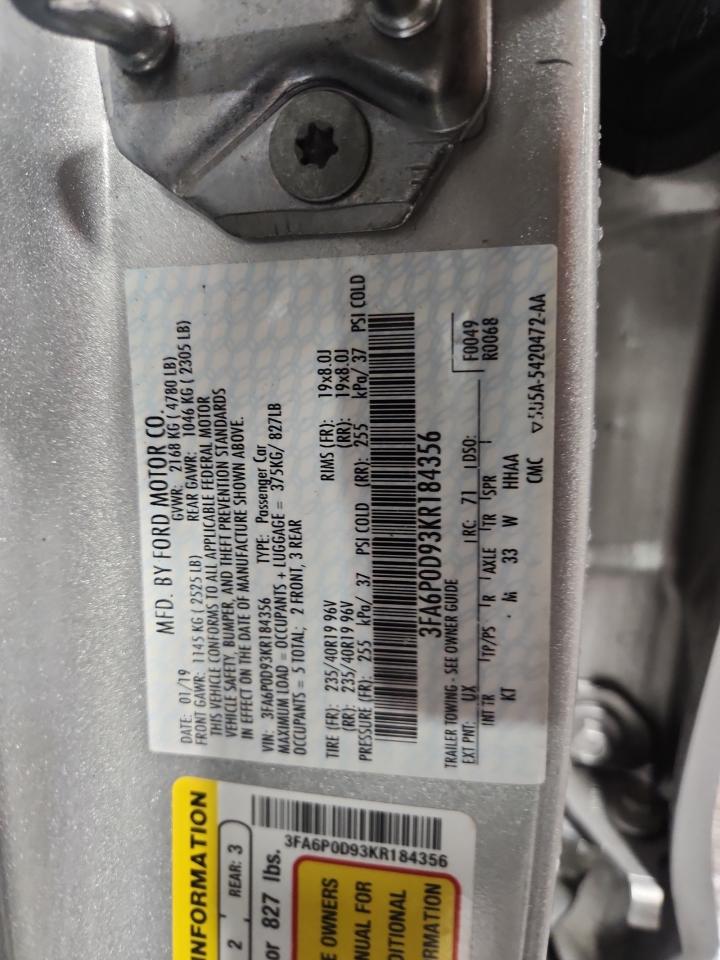 MFD. BY FORD MOTOR CO.
DATE: 01/19 GVWR: 2168 KG ( 4780 LB)
FRONT GAWR: 1145 KG ( 2525 LB) REAR GAWR: 1046 KG ( 2305 LB)
THIS VEHICLE CONFORMS TO ALL APPLICABLE FEDERAL MOTOR
VEHICLE SAFETY, BUMPER, AND THEFT PREVENTION STANDARDS
IN EFFECT ON THE DATE OF MANUFACTURE SHOWN ABOVE.
VIN: 3FA6P0D93KR184356 TYPE: Passenger Car
MAXIMUM LOAD = OCCUPANTS + LUGGAGE = 375KG/ 827LB
OCCUPANTS = 5 TOTAL; 2 FRONT, 3 REAR
TIRE (FR): 235/40R19 96V RIMS (FR): 19x8.0J
(RR): 235/40R19 96V (RR): 19x8.0J
PRESSURE (FR): 255 kPa/ 37 PSI COLD (RR): 255 kPa/ 37 PSI COLD
3FA6P0D93KR184356
TRAILER TOWING - SEE OWNER GUIDE
F0049
R0068
EXT PNT: UX RC: 71 DSO:
INT TR TP/PS R AXLE TR SPR
KT 33 W HHAA
CMC 5U5A-5420472-AA
INFORMATION
2 REAR: 3
or 827 lbs.
3FA6P0D93KR184356
E OWNERS
NUAL FOR
DITIONAL
RMATION